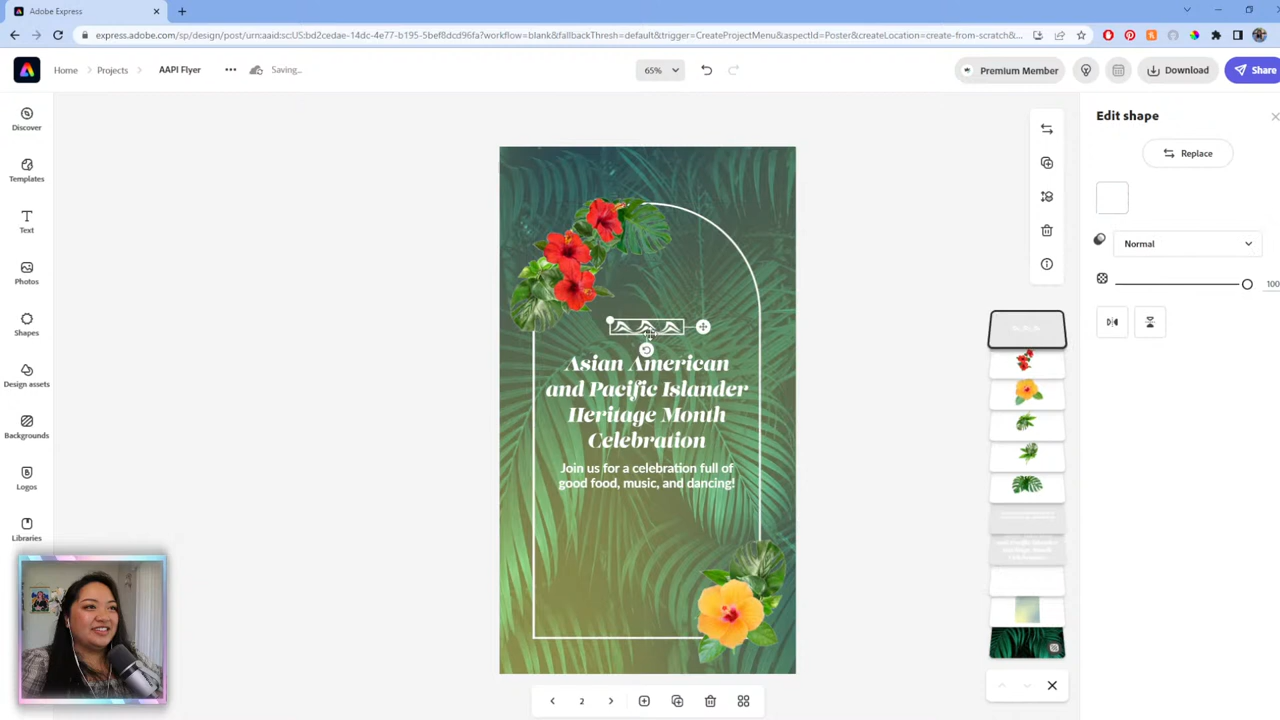 Adobe Express
express.adobe.com/sp/design/post/urn:aaid:sc:US:bd2cedae-14dc-4e77-b195-5bef8dcd69fc?workflow=blank&fallbackThresh=default&trigger=CreateProjectMenu&aspectId=Poster&createLocation=create-from-scratch&...
Home
Projects
AAPI Flyer
Saving...
65%
Premium Member
Download
Share
Discover
Templates
Text
Photos
Shapes
Design assets
Backgrounds
Logos
Libraries
Asian American
and Pacific Islander
Heritage Month
Celebration
Join us for a celebration full of
good food, music, and dancing!
2
Edit shape
Replace
Normal
100